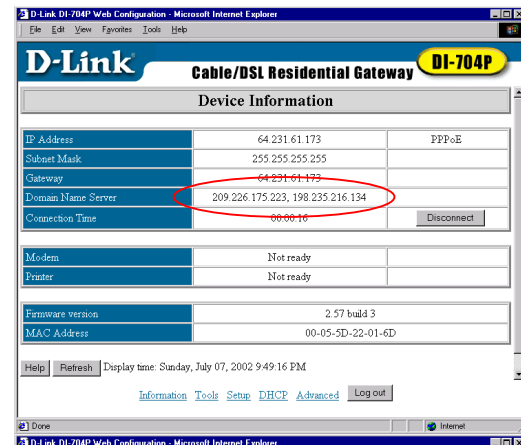 D-Link DI-704P Web Configuration - Microsoft Internet Explorer
File Edit View Favorites Tools Help
D-Link
Cable/DSL Residential Gateway DI-704P
Device Information
IP Address 64.231.61.173 PPPoE
Subnet Mask 255.255.255.255
Gateway 64.231.61.173
Domain Name Server 209.226.175.223, 198.235.216.134
Connection Time 00:00:16 Disconnect
Modem Not ready
Printer Not ready
Firmware version 2.57 build 3
MAC Address 00-05-5D-22-01-6D
Help Refresh Display time: Sunday, July 07, 2002 9:49:16 PM
Information Tools Setup DHCP Advanced Log out
Done Internet
D-Link DI-704P Web Configuration - Microsoft Internet Explorer